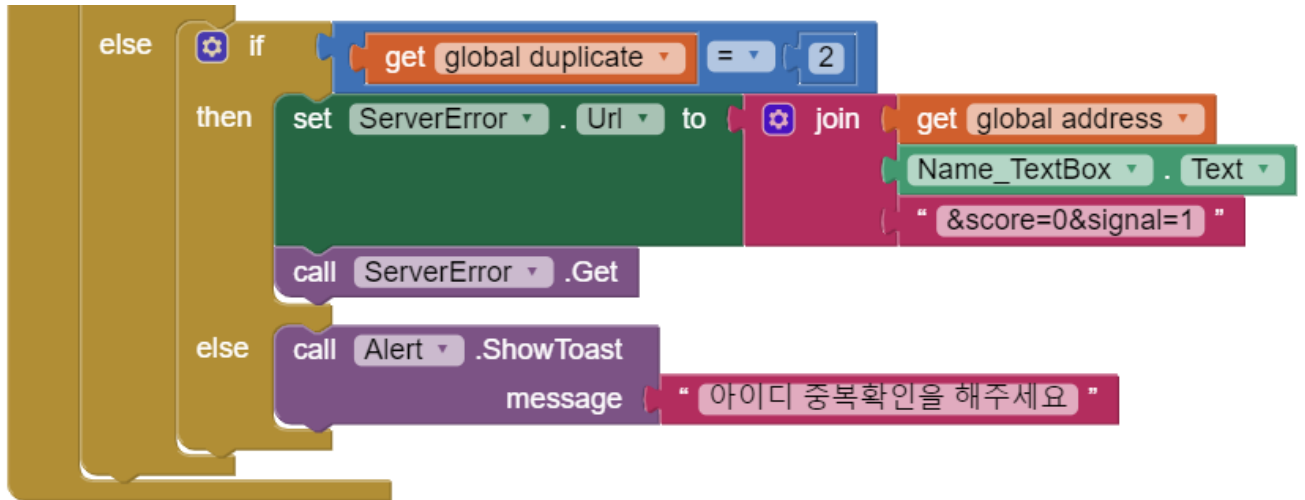 else if get global duplicate = 2
then set ServerError . Url to join get global address
Name_TextBox . Text
“ &score=0&signal=1 ”
call ServerError .Get
else call Alert .ShowToast
message “ 아이디 중복확인을 해주세요 ”